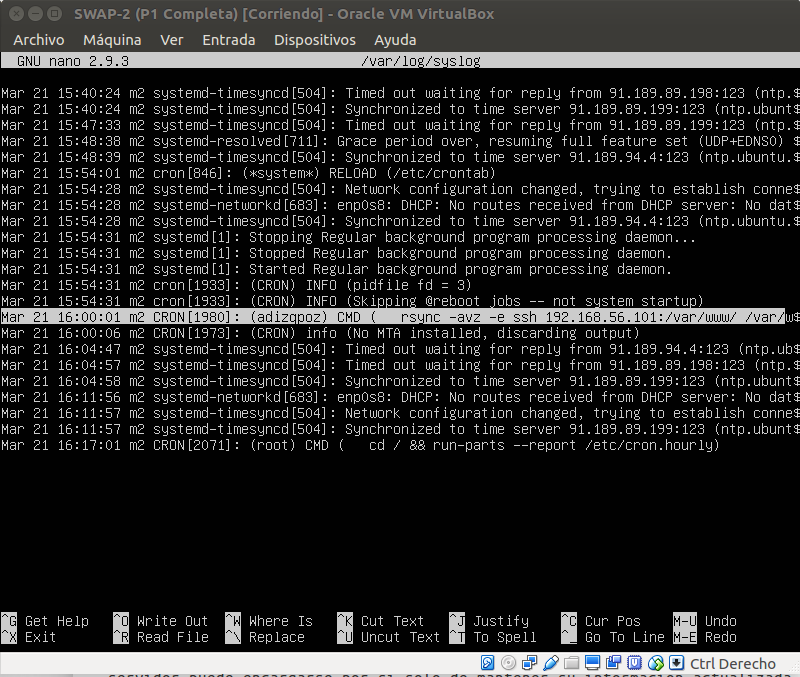 SWAP-2 (P1 Completa) [Corriendo] - Oracle VM VirtualBox
Archivo Máquina Ver Entrada Dispositivos Ayuda
GNU nano 2.9.3 /var/log/syslog
Mar 21 15:40:24 m2 systemd-timesyncd[504]: Timed out waiting for reply from 91.189.89.198:123 (ntp.$
Mar 21 15:40:24 m2 systemd-timesyncd[504]: Synchronized to time server 91.189.89.199:123 (ntp.ubunt$
Mar 21 15:47:33 m2 systemd-timesyncd[504]: Timed out waiting for reply from 91.189.89.199:123 (ntp.$
Mar 21 15:48:38 m2 systemd-resolved[711]: Grace period over, resuming full feature set (UDP+EDNS0) $
Mar 21 15:48:39 m2 systemd-timesyncd[504]: Synchronized to time server 91.189.94.4:123 (ntp.ubuntu.$
Mar 21 15:54:01 m2 cron[846]: (*system*) RELOAD (/etc/crontab)
Mar 21 15:54:28 m2 systemd-timesyncd[504]: Network configuration changed, trying to establish conne$
Mar 21 15:54:28 m2 systemd-networkd[683]: enp0s8: DHCP: No routes received from DHCP server: No dat$
Mar 21 15:54:28 m2 systemd-timesyncd[504]: Synchronized to time server 91.189.94.4:123 (ntp.ubuntu.$
Mar 21 15:54:31 m2 systemd[1]: Stopping Regular background program processing daemon...
Mar 21 15:54:31 m2 systemd[1]: Stopped Regular background program processing daemon.
Mar 21 15:54:31 m2 systemd[1]: Started Regular background program processing daemon.
Mar 21 15:54:31 m2 cron[1933]: (CRON) INFO (pidfile fd = 3)
Mar 21 15:54:31 m2 cron[1933]: (CRON) INFO (Skipping @reboot jobs -- not system startup)
Mar 21 16:00:01 m2 CRON[1980]: (adizqpoz) CMD (   rsync -avz -e ssh 192.168.56.101:/var/www/ /var/w$
Mar 21 16:00:06 m2 CRON[1973]: (CRON) info (No MTA installed, discarding output)
Mar 21 16:04:47 m2 systemd-timesyncd[504]: Timed out waiting for reply from 91.189.94.4:123 (ntp.ub$
Mar 21 16:04:57 m2 systemd-timesyncd[504]: Timed out waiting for reply from 91.189.89.198:123 (ntp.$
Mar 21 16:04:58 m2 systemd-timesyncd[504]: Synchronized to time server 91.189.89.199:123 (ntp.ubunt$
Mar 21 16:11:56 m2 systemd-networkd[683]: enp0s8: DHCP: No routes received from DHCP server: No dat$
Mar 21 16:11:57 m2 systemd-timesyncd[504]: Network configuration changed, trying to establish conne$
Mar 21 16:11:57 m2 systemd-timesyncd[504]: Synchronized to time server 91.189.89.199:123 (ntp.ubunt$
Mar 21 16:17:01 m2 CRON[2071]: (root) CMD (   cd / && run-parts --report /etc/cron.hourly)
^G Get Help ^O Write Out ^W Where Is ^K Cut Text ^J Justify ^C Cur Pos M-U Undo
^X Exit ^R Read File ^\ Replace ^U Uncut Text ^T To Spell ^_ Go To Line M-E Redo
Ctrl Derecho